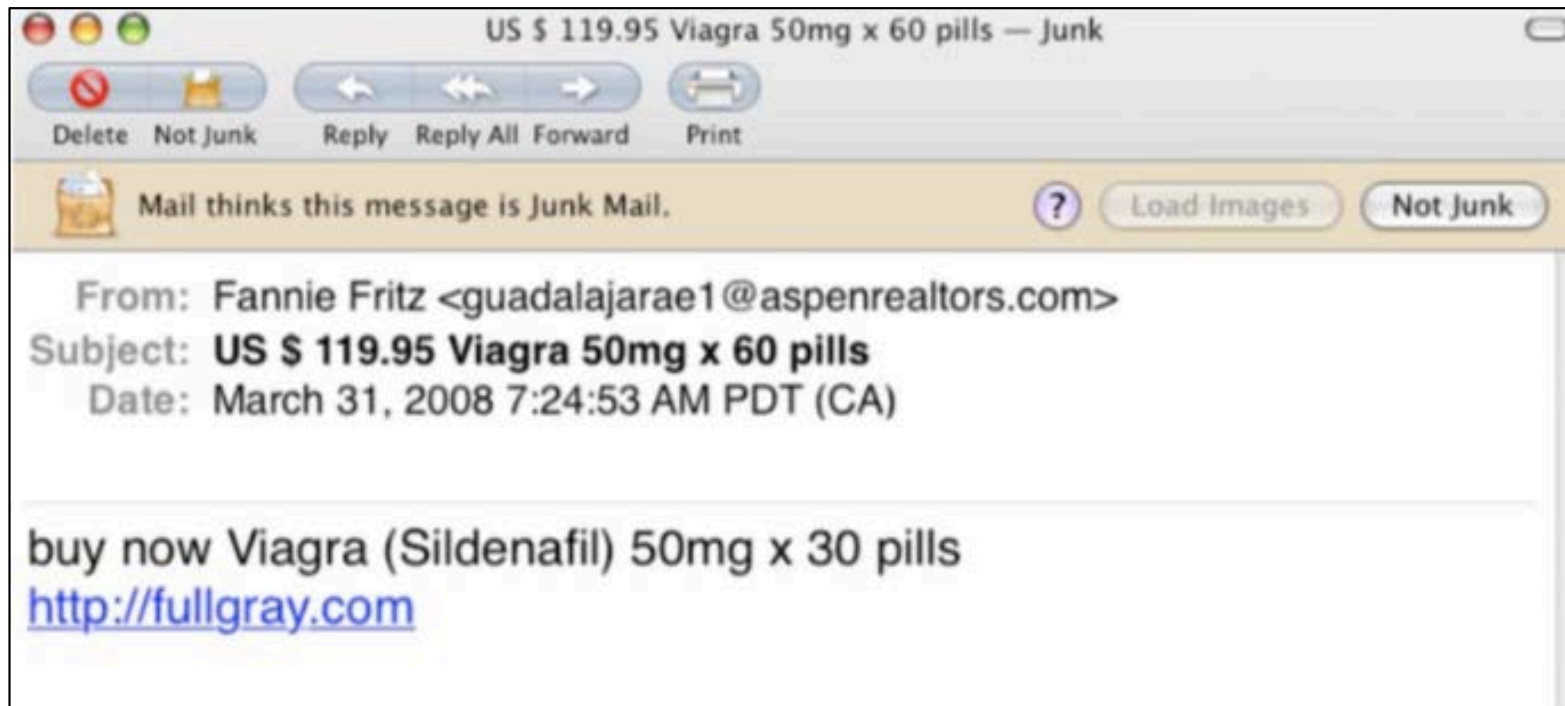 US $ 119.95 Viagra 50mg x 60 pills — Junk
Delete Not Junk Reply Reply All Forward Print
Mail thinks this message is Junk Mail. ? Load Images Not Junk
From: Fannie Fritz <guadalajarae1@aspenrealtors.com>
Subject: US $ 119.95 Viagra 50mg x 60 pills
Date: March 31, 2008 7:24:53 AM PDT (CA)
buy now Viagra (Sildenafil) 50mg x 30 pills
http://fullgray.com